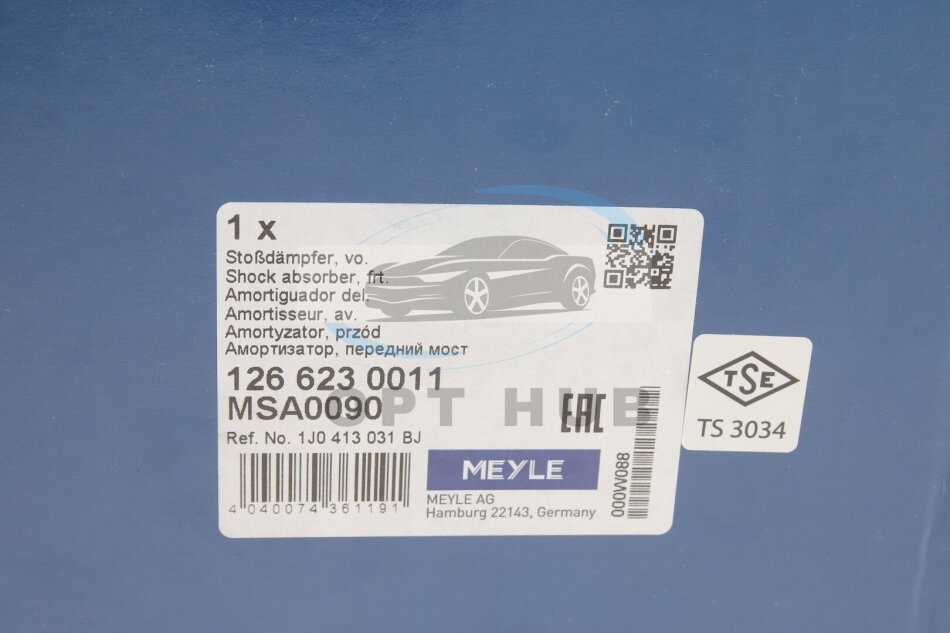 1 x
Stoßdämpfer, vo.
Shock absorber, frt.
Amortiguador del.
Amortisseur, av.
Amortyzator, przód
Амортизатор, передний мост
126 623 0011
MSA0090
OPT HUB
EAC
Ref. No. 1J0 413 031 BJ
MEYLE
MEYLE AG
Hamburg 22143, Germany
4 040074 361191
000W088
TSE
TS 3034